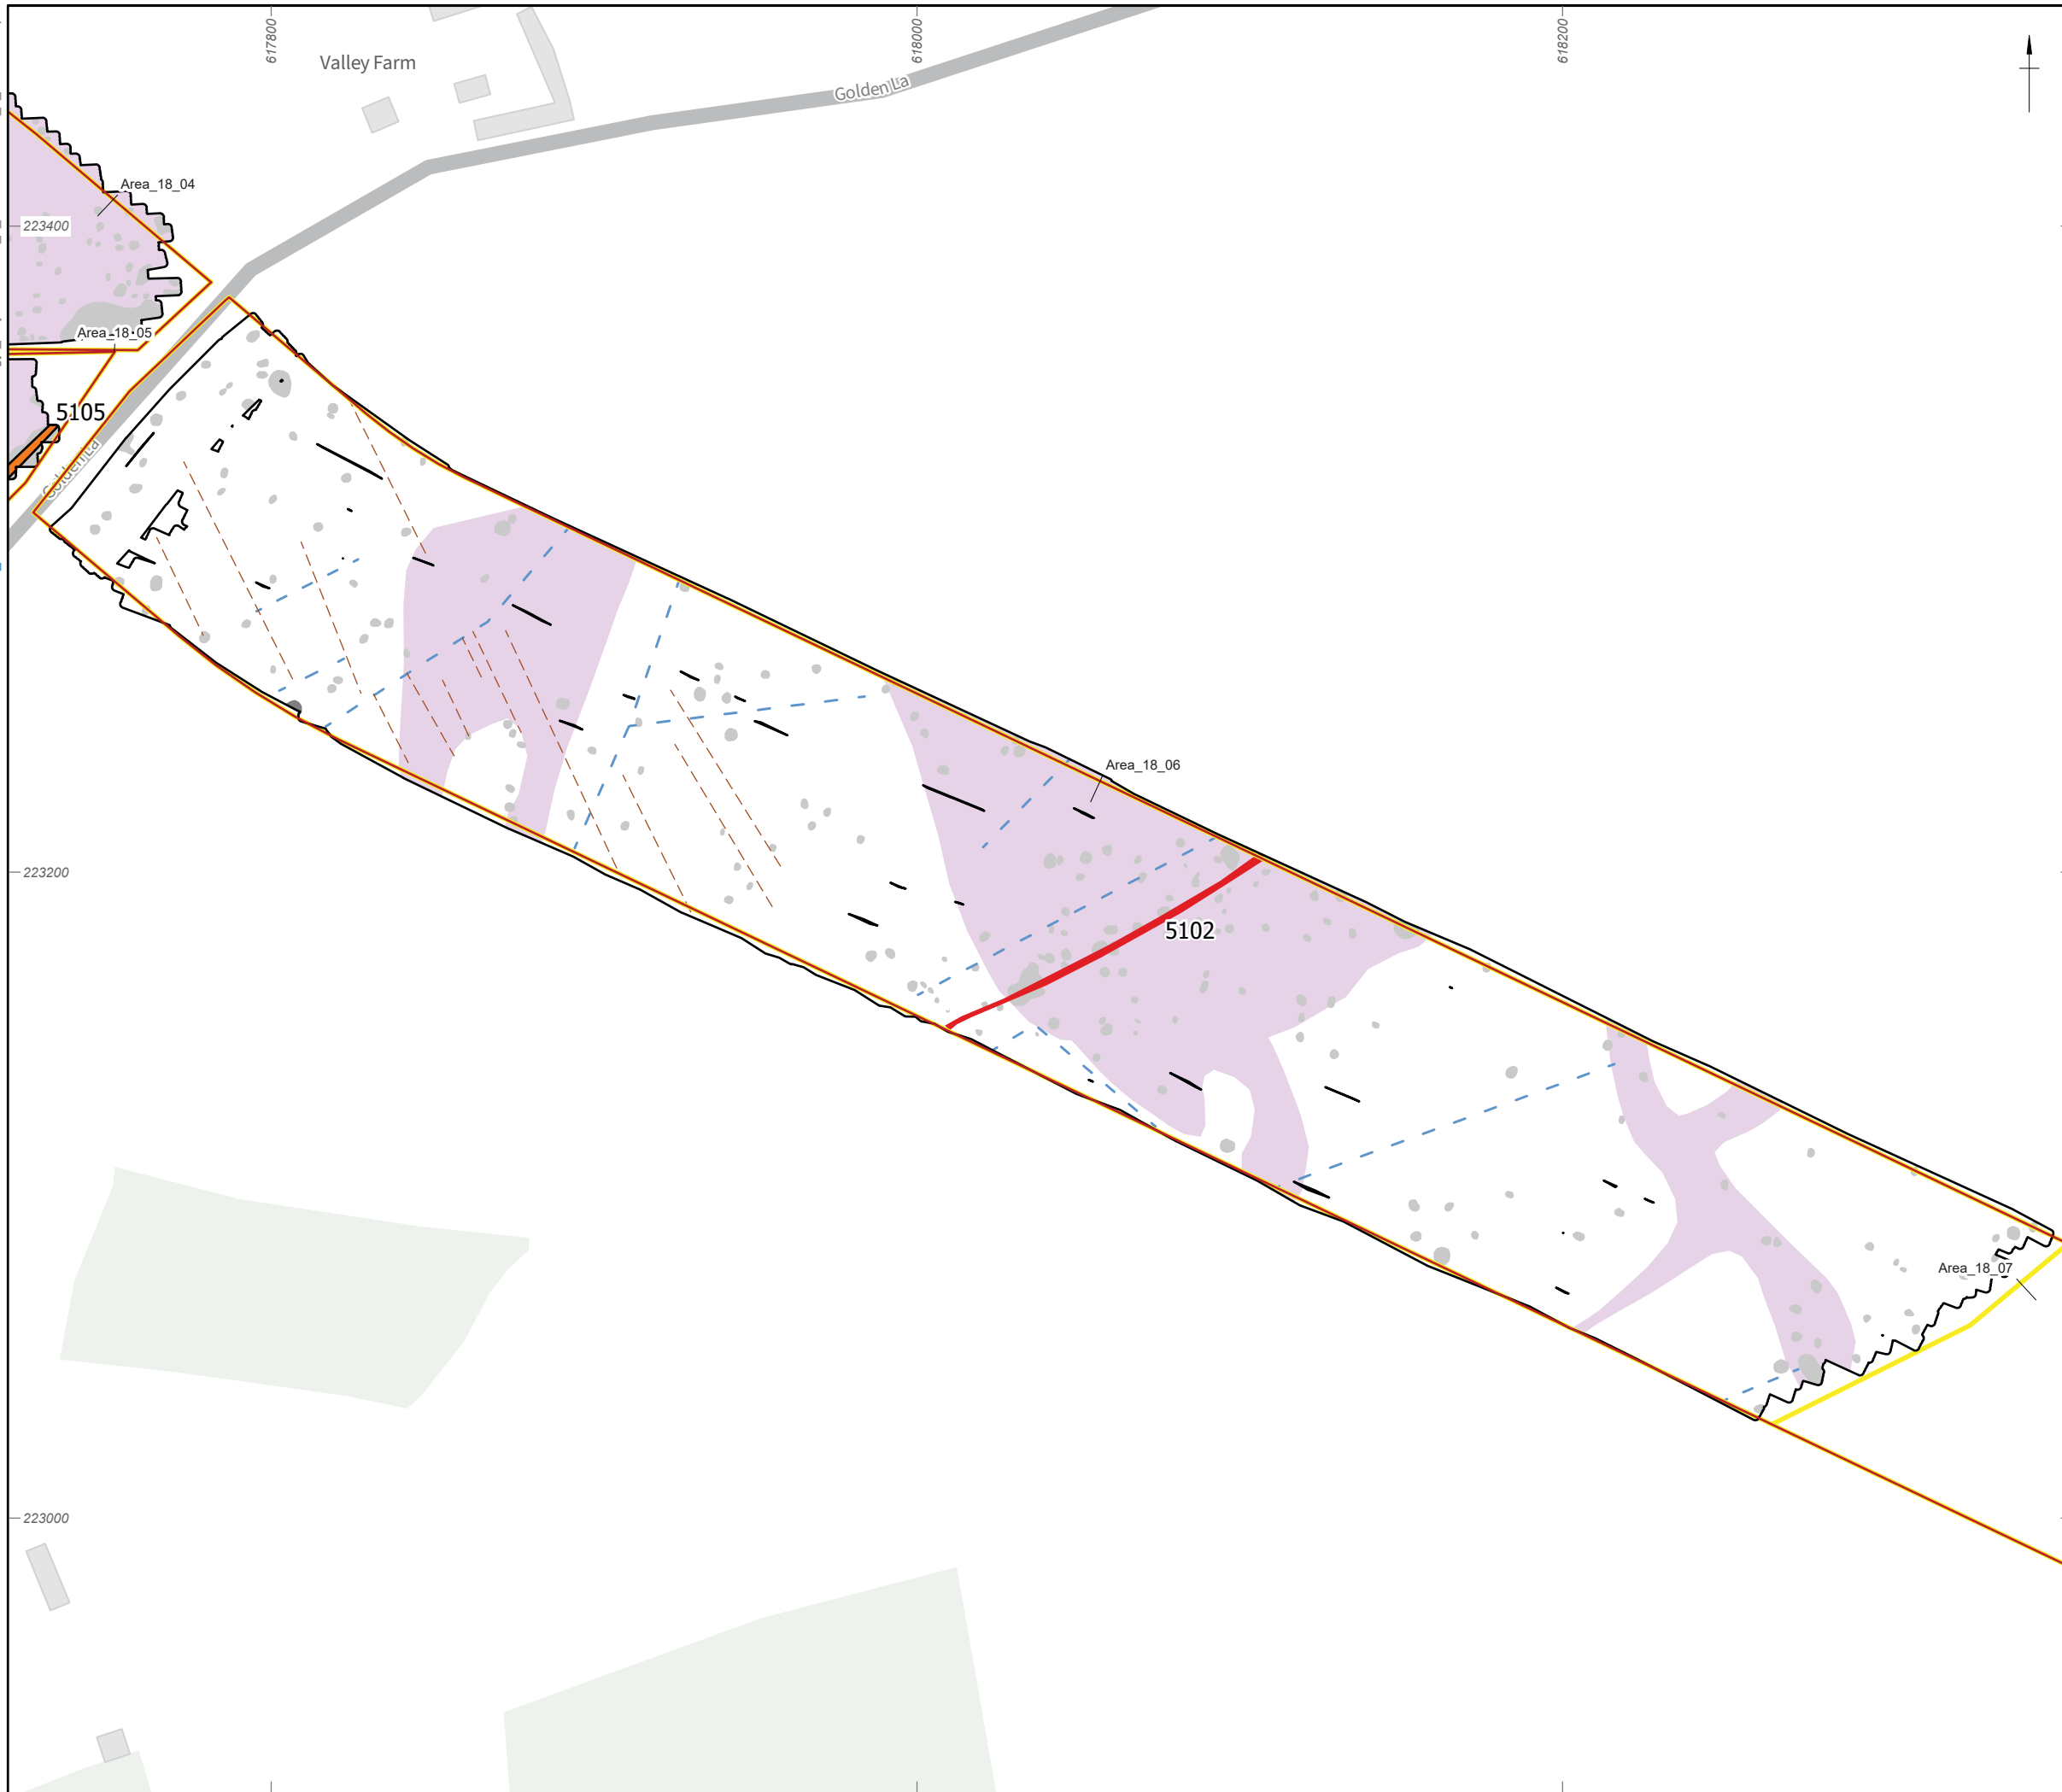 617800
618000
618200
Valley Farm
Golden La
Area_18_04
223400
Area_18_05
5105
Golden La
Area_18_06
223200
5102
Area_18_07
223000